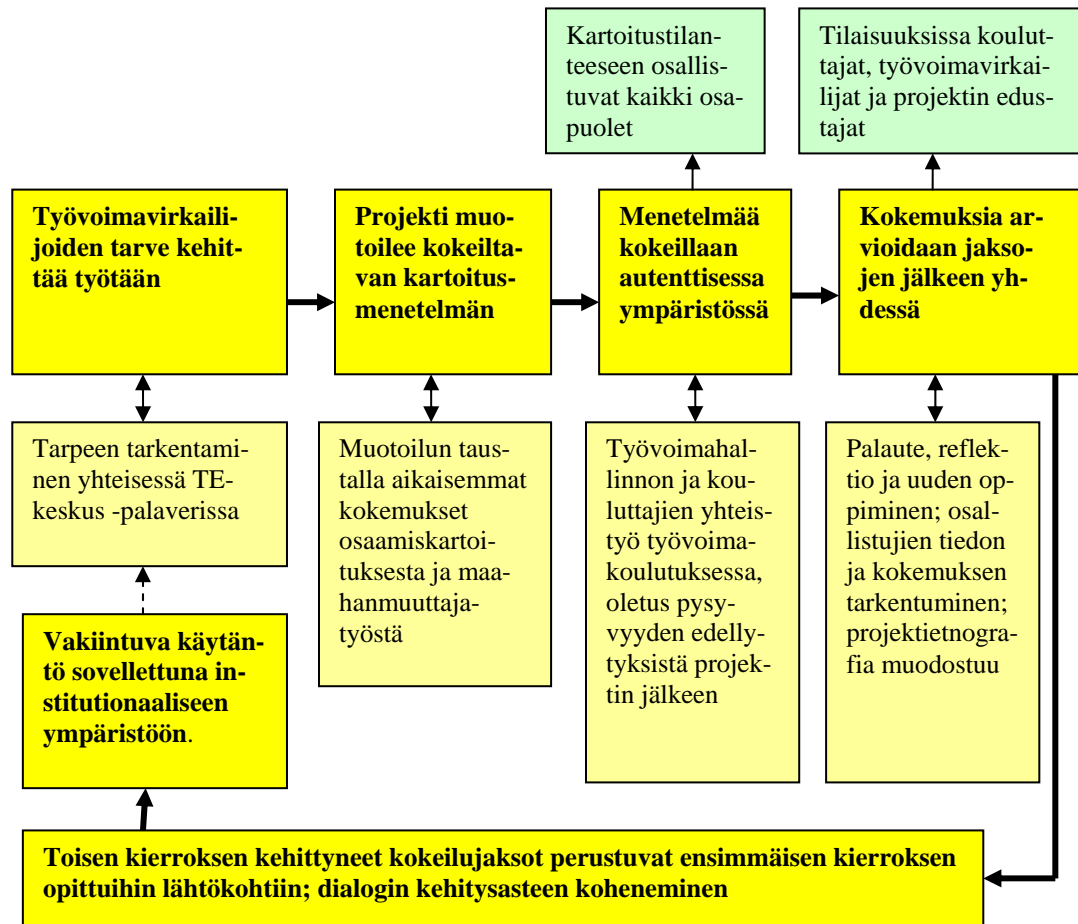 Kartoitustilan-
teeseen osallis-
tuvat kaikki osa-
puolet
Tilaisuuksissa koulut-
tajat, työvoimavirkai-
lijat ja projektin edus-
tajat
Työvoimavirkaili-
joiden tarve kehit-
tää työtään
Projekti muo-
toilee kokeilta-
van kartoitus-
menetelmän
Menetelmää
kokeillaan
autenttisessa
ympäristössä
Kokemuksia ar-
vioidaan jakso-
jen jälkeen yh-
dessä
Tarpeen tarkentami-
nen yhteisessä TE-
keskus -palaverissa
Muotoilun taus-
talla aikaisemmat
kokemukset
osaamiskartoi-
tuksesta ja maa-
hanmuuttaja-
työstä
Työvoimahal-
linnon ja kou-
luttajien yhteis-
työ työvoima-
koulutuksessa,
oletus pysy-
vyyden edelly-
tyksistä projek-
tin jälkeen
Palaute, reflek-
tio ja uuden op-
piminen; osal-
listujien tiedon
ja kokemuksen
tarkentuminen;
projektietnogra-
fia muodostuu
Vakiintuva käytän-
tö sovellettuna in-
stitutionaaliseen
ympäristöön.
Toisen kierroksen kehittyneet kokeilujaksot perustuvat ensimmäisen kierroksen
opittuihin lähtökohtiin; dialogin kehitysasteen koheneminen